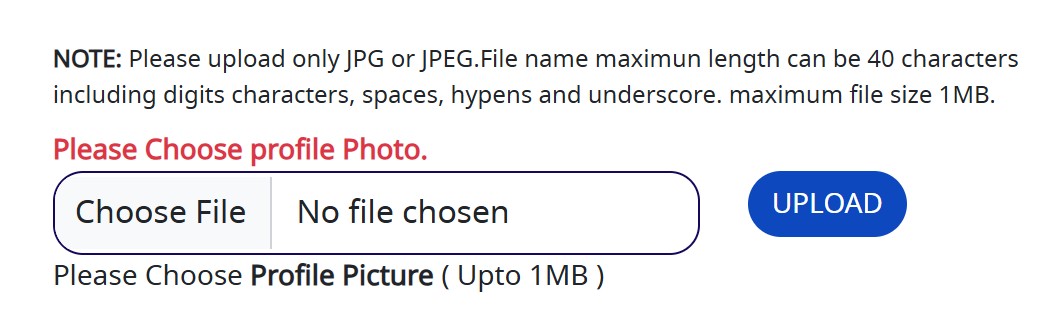 NOTE: Please upload only JPG or JPEG.File name maximun length can be 40 characters
including digits characters, spaces, hypens and underscore. maximum file size 1MB.
Please Choose profile Photo.
Choose File No file chosen
UPLOAD
Please Choose Profile Picture ( Upto 1MB )